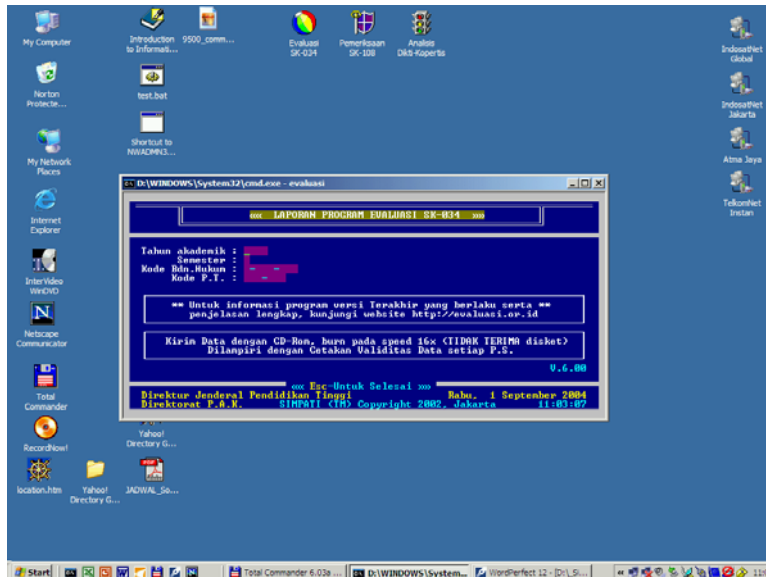 My Computer
Introduction
to Informati...
9500_comm...
Evaluasi
SK-034
Pemeriksaan
SK-108
Analisis
Dikti-Kopertis
IndosatNet
Global
Norton
Protecte...
test.bat
IndosatNet
Jakarta
My Network
Places
Shortcut to
NWADMN3...
Atma Jaya
Internet
Explorer
TelkomNet
Instan
InterVideo
WinDVD
Netscape
Communicator
Total
Commander
RecordNow!
Yahoo!
Directory G...
location.htm
Yahoo!
Directory G...
JADWAL_So...
D:\WINDOWS\System32\cmd.exe - evaluasi
««« LAPORAN PROGRAM EVALUASI SK-034 »»»
Tahun akademik :
Semester :
Kode Bdn.Hukum : - -
Kode P.T. : -
** Untuk informasi program versi Terakhir yang berlaku serta **
penjelasan lengkap, kunjungi website http://evaluasi.or.id
Kirim Data dengan CD-Rom, burn pada speed 16x (TIDAK TERIMA disket)
Dilampiri dengan Cetakan Validitas Data setiap P.S.
V.6.00
««« Esc-Untuk Selesai »»»
Direktur Jenderal Pendidikan Tinggi Rabu, 1 September 2004
Direktorat P.A.K. SIMPATI (TM) Copyright 2002, Jakarta 11:03:07
Start
Total Commander 6.03a ...
D:\WINDOWS\System...
WordPerfect 12 - [D:\_Si...